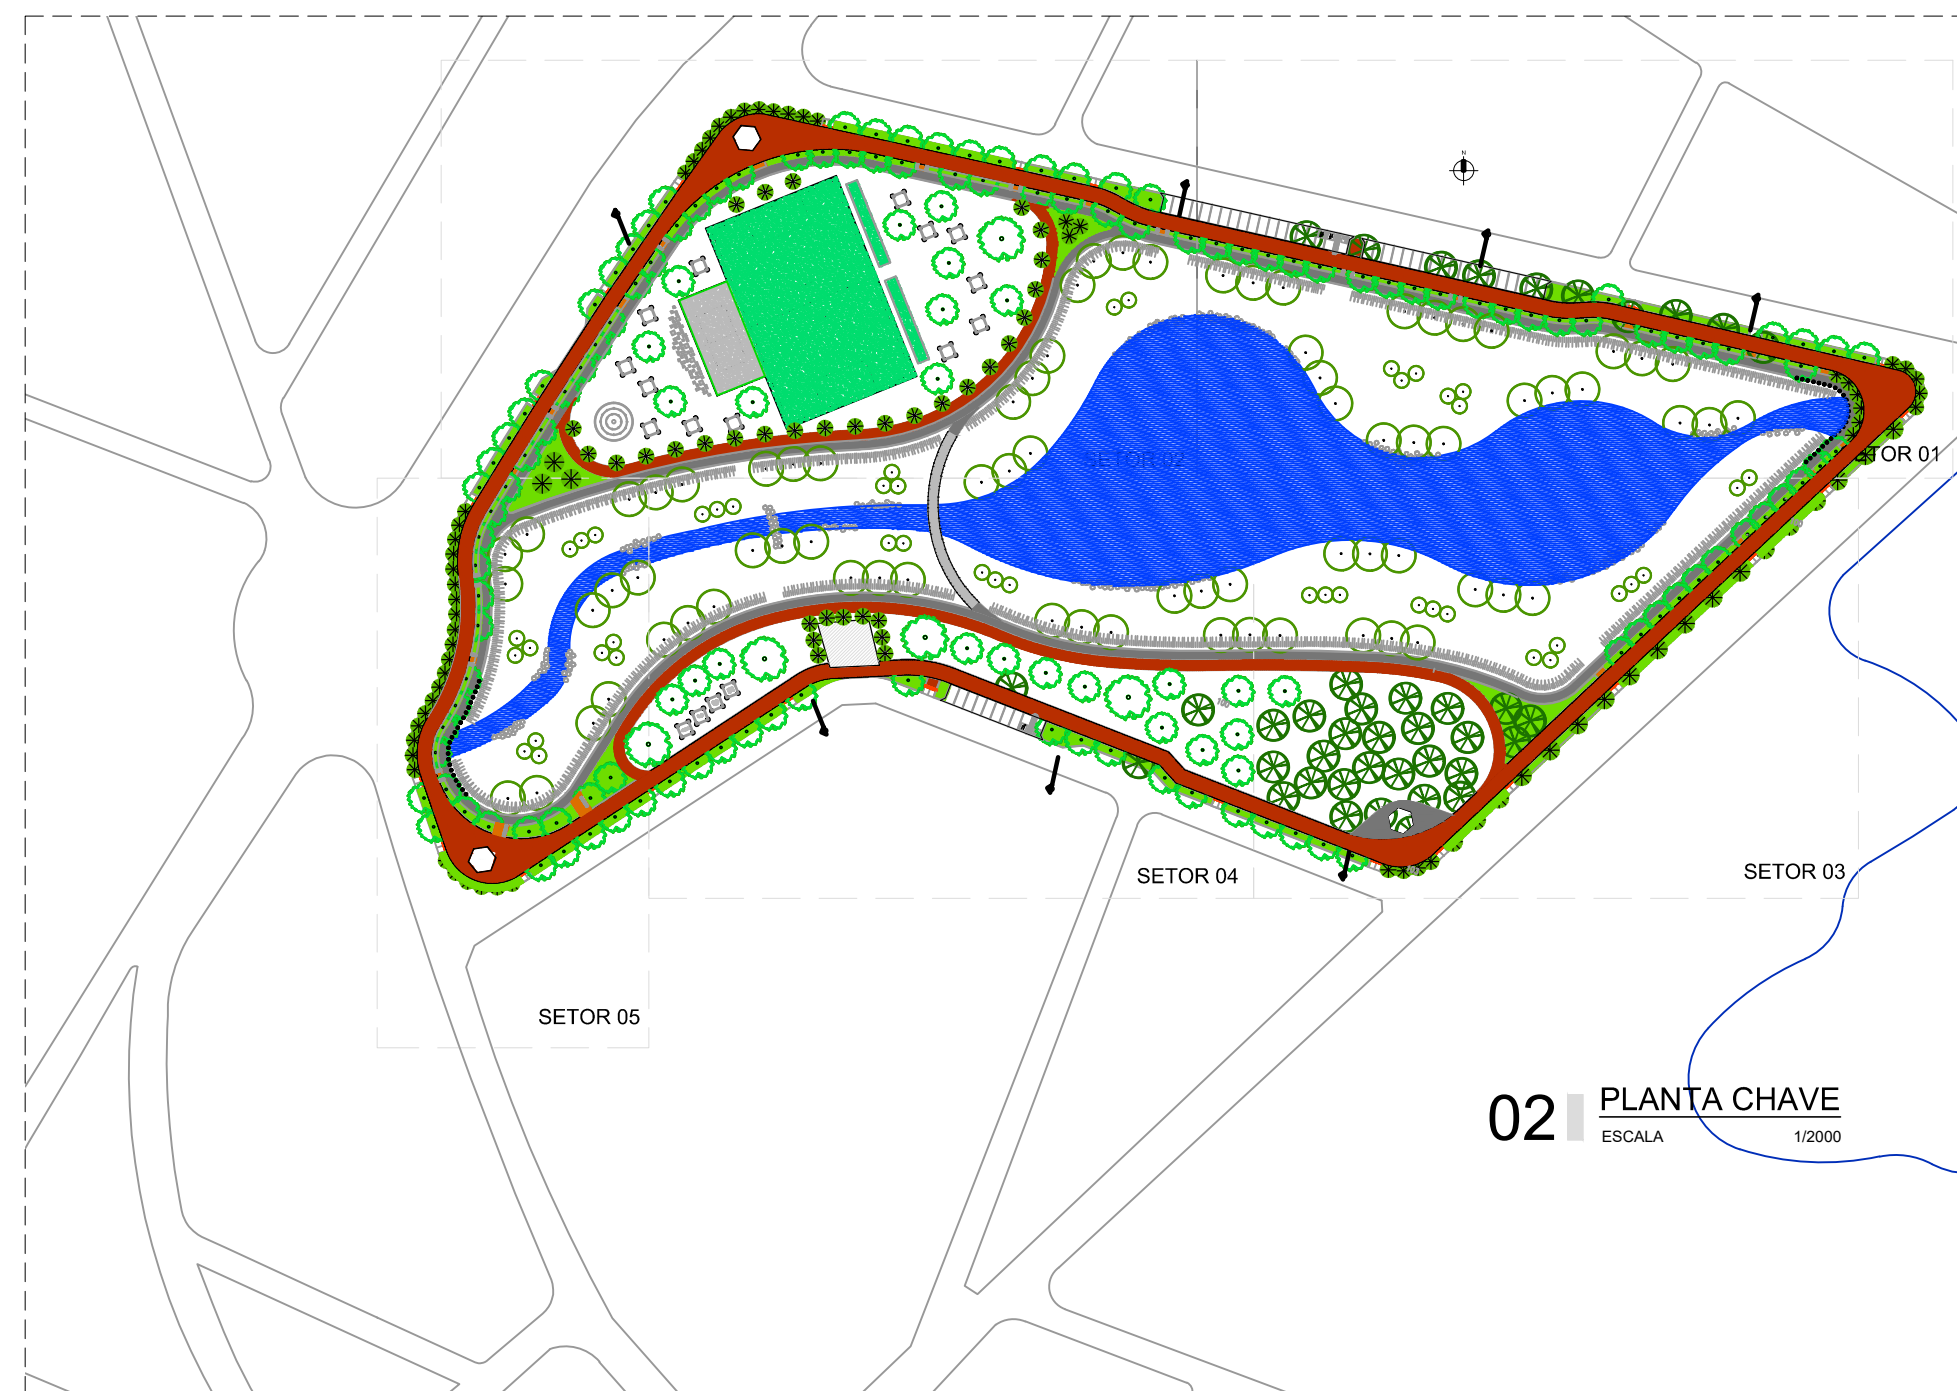 N
TOR 01
SETOR 04
SETOR 03
SETOR 05
02
PLANTA CHAVE
ESCALA 1/2000